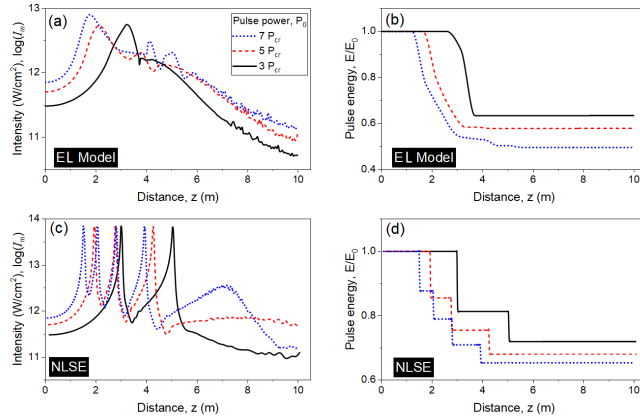 (a)
Pulse power, P0
7 Pcr
5 Pcr
3 Pcr
EL Model
Intensity (W/cm²), log(Im)
13
12
11
0 2 4 6 8 10
Distance, z (m)
(b)
EL Model
Pulse energy, E/E0
1.0
0.8
0.6
0.4
0 2 4 6 8 10
Distance, z (m)
(c)
NLSE
Intensity (W/cm²), log(Im)
14
13
12
11
0 2 4 6 8 10
Distance, z (m)
(d)
NLSE
Pulse energy, E/E0
1.0
0.8
0.6
0 2 4 6 8 10
Distance, z (m)